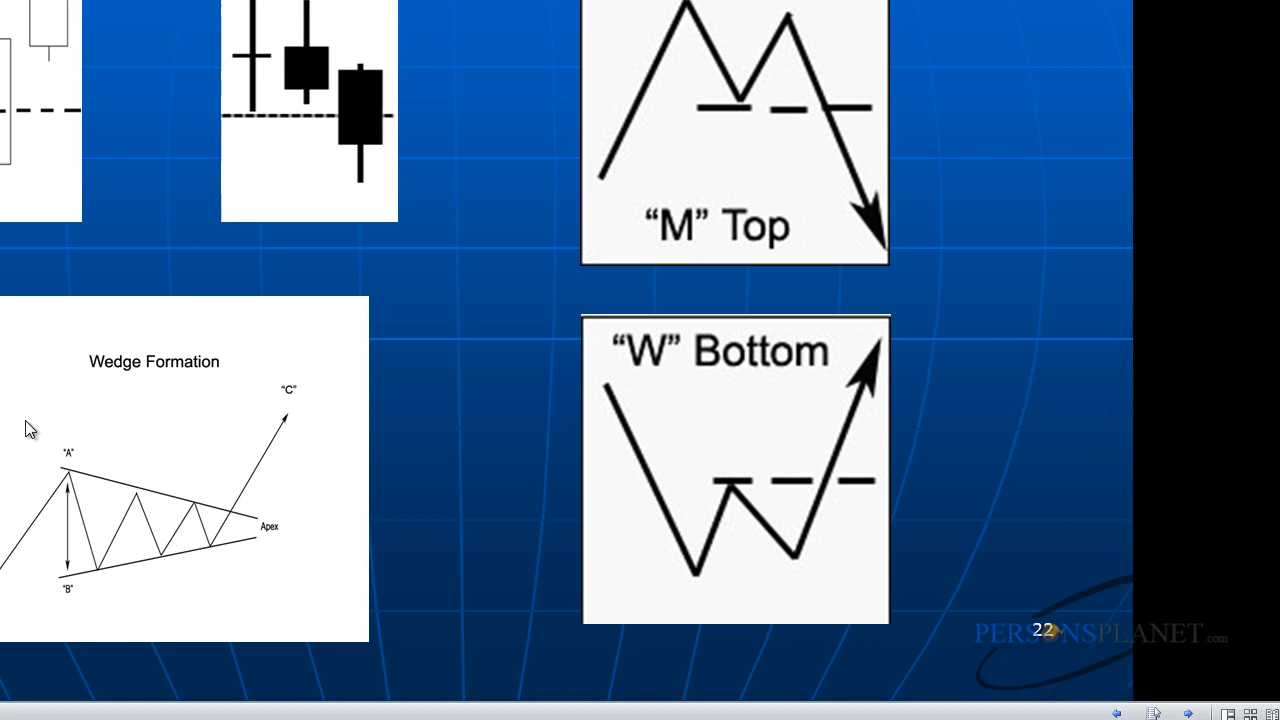 “M” Top
“W” Bottom
Wedge Formation
“C”
“A”
Apex
“B”
22
PERSONSPLANET.com